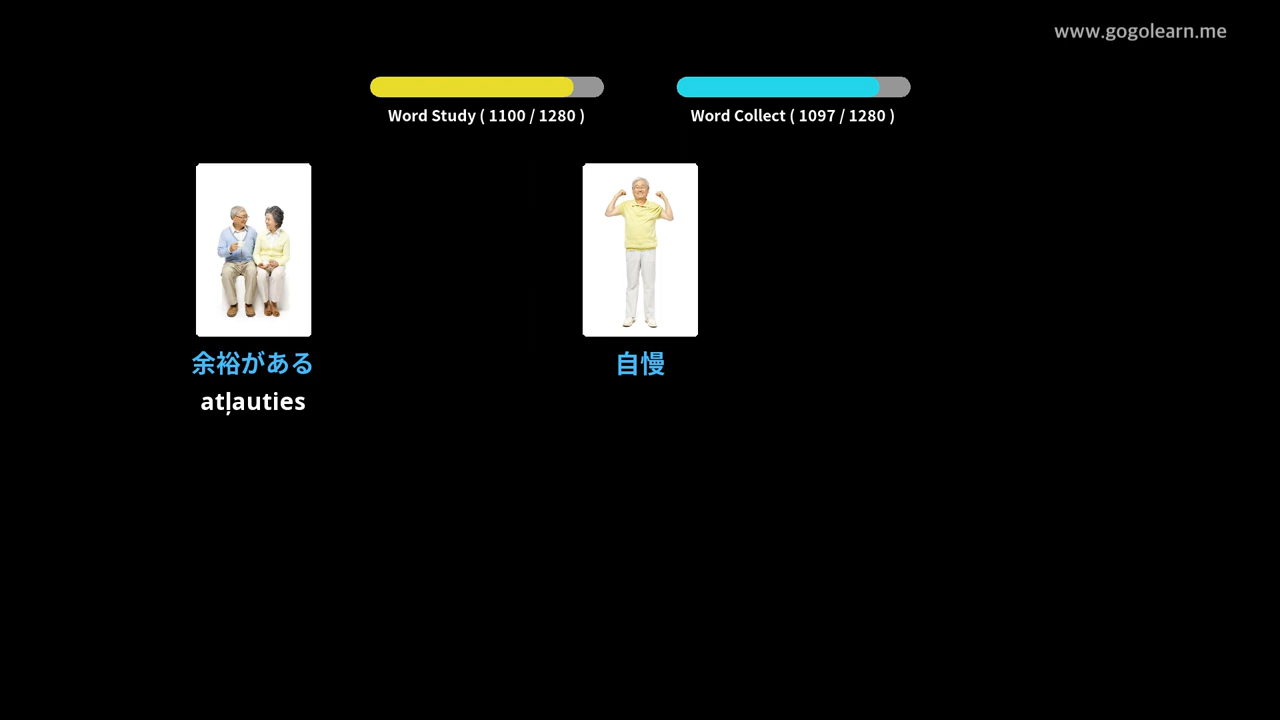 www.gogolearn.me
Word Study ( 1100 / 1280 )
Word Collect ( 1097 / 1280 )
余裕がある
atļauties
自慢